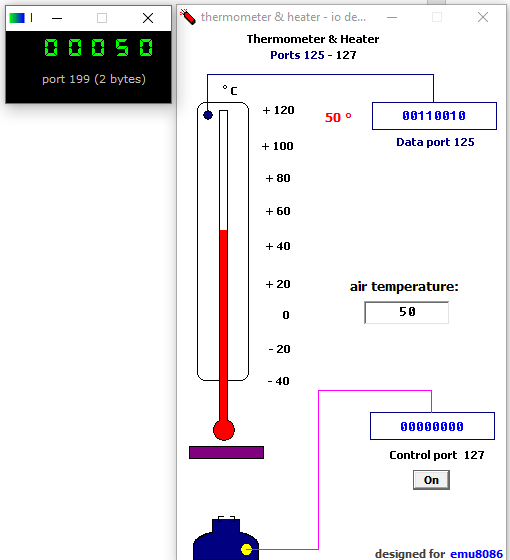 00050
port 199 (2 bytes)
thermometer & heater - io de...
Thermometer & Heater
Ports 125 - 127
° C
+ 120
+ 100
+ 80
+ 60
+ 40
+ 20
0
- 20
- 40
50 °
00110010
Data port 125
air temperature:
50
00000000
Control port 127
On
designed for emu8086